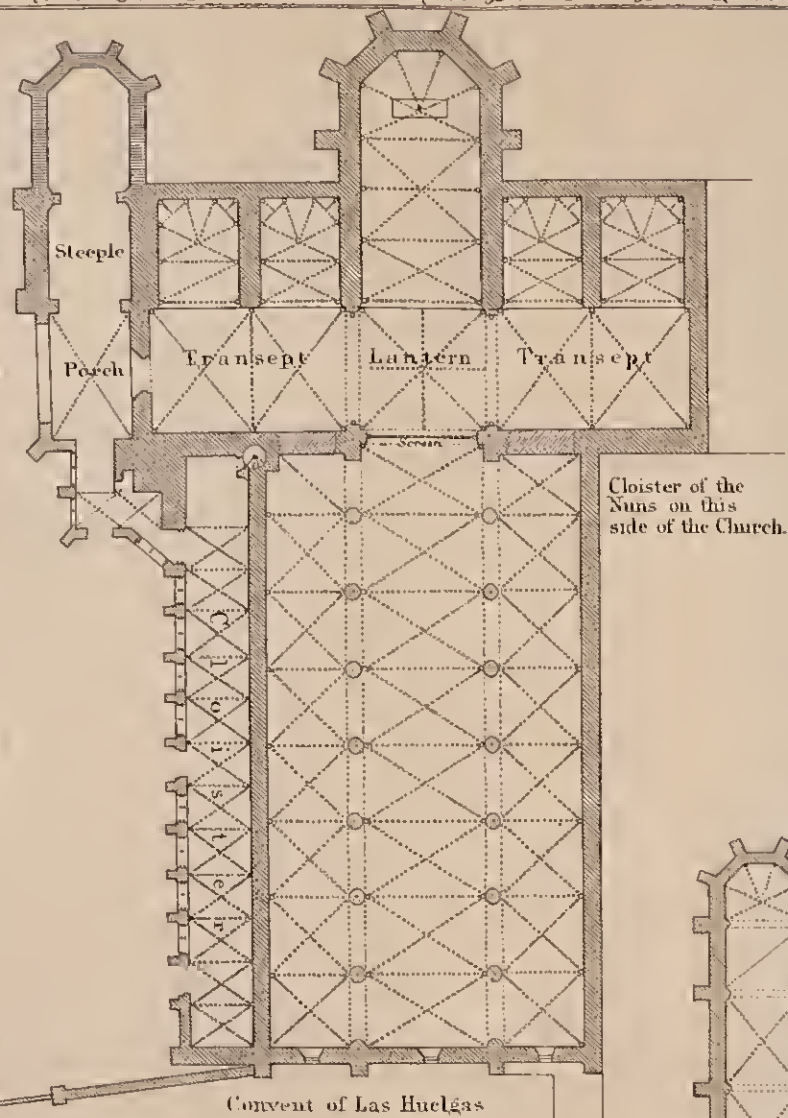 Steeple
Porch
Transept
Lantern
Transept
Screen
Cloister of the
Nuns on this
side of the Church.
Cloister
Convent of Las Huelgas